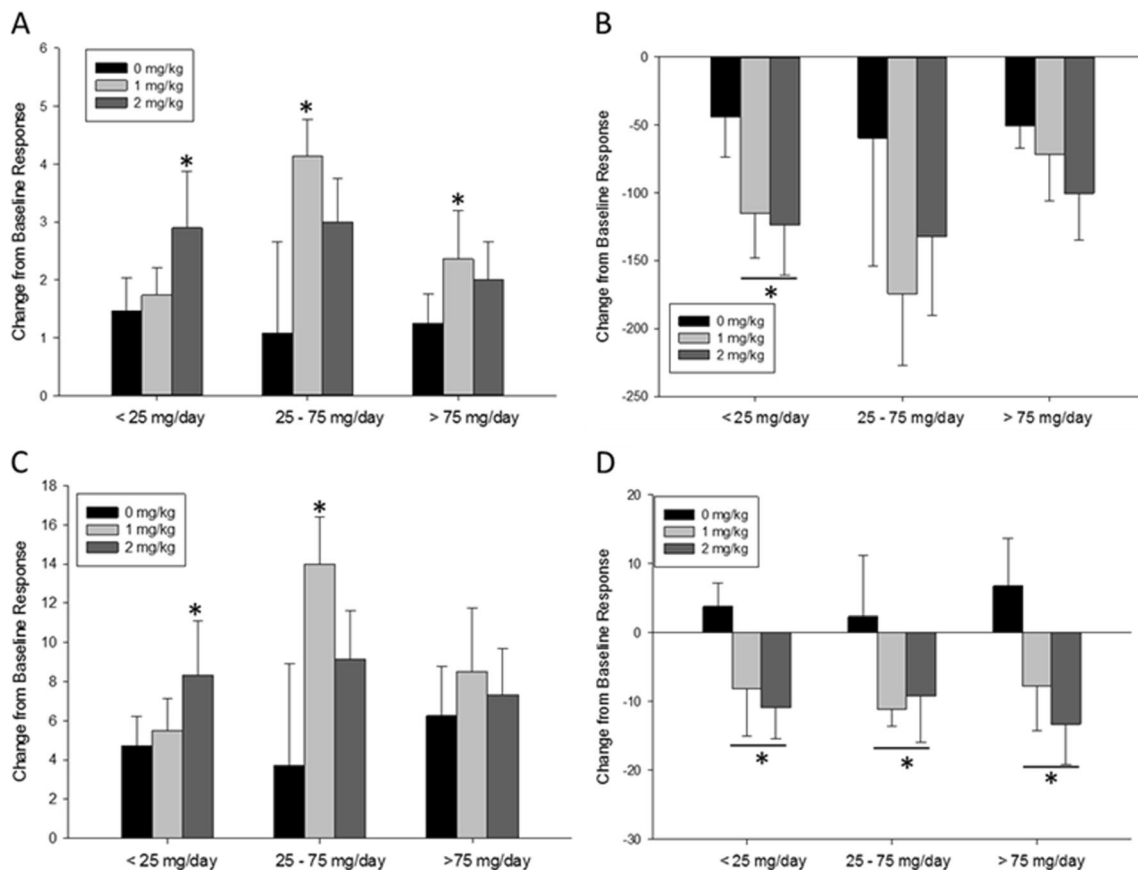 A
Change from Baseline Response
6
5
4
3
2
1
0
0 mg/kg
1 mg/kg
2 mg/kg
*
*
*
< 25 mg/day
25 - 75 mg/day
> 75 mg/day
B
Change from Baseline Response
-0
-50
-100
-150
-200
-250
0 mg/kg
1 mg/kg
2 mg/kg
*
< 25 mg/day
25 - 75 mg/day
> 75 mg/day
C
Change from Baseline Response
18
16
14
12
10
8
6
4
2
0
0 mg/kg
1 mg/kg
2 mg/kg
*
*
< 25 mg/day
25 - 75 mg/day
>75 mg/day
D
Change from Baseline Response
20
10
0
-10
-20
-30
0 mg/kg
1 mg/kg
2 mg/kg
*
*
*
< 25 mg/day
25 - 75 mg/day
> 75 mg/day